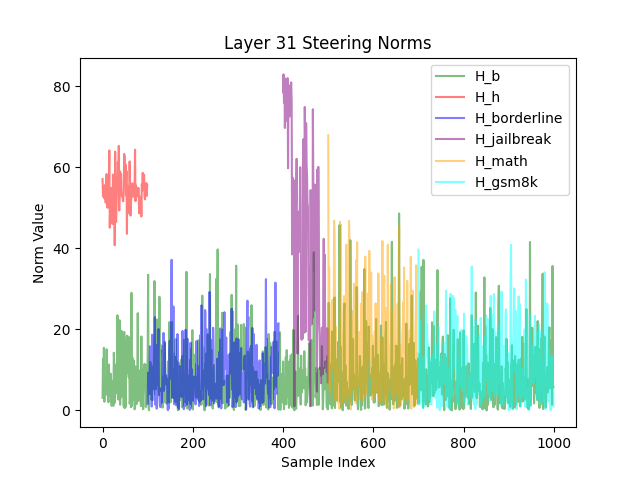 Layer 31 Steering Norms
H_b
H_h
H_borderline
H_jailbreak
H_math
H_gsm8k
80
60
40
20
0
Norm Value
0 200 400 600 800 1000
Sample Index